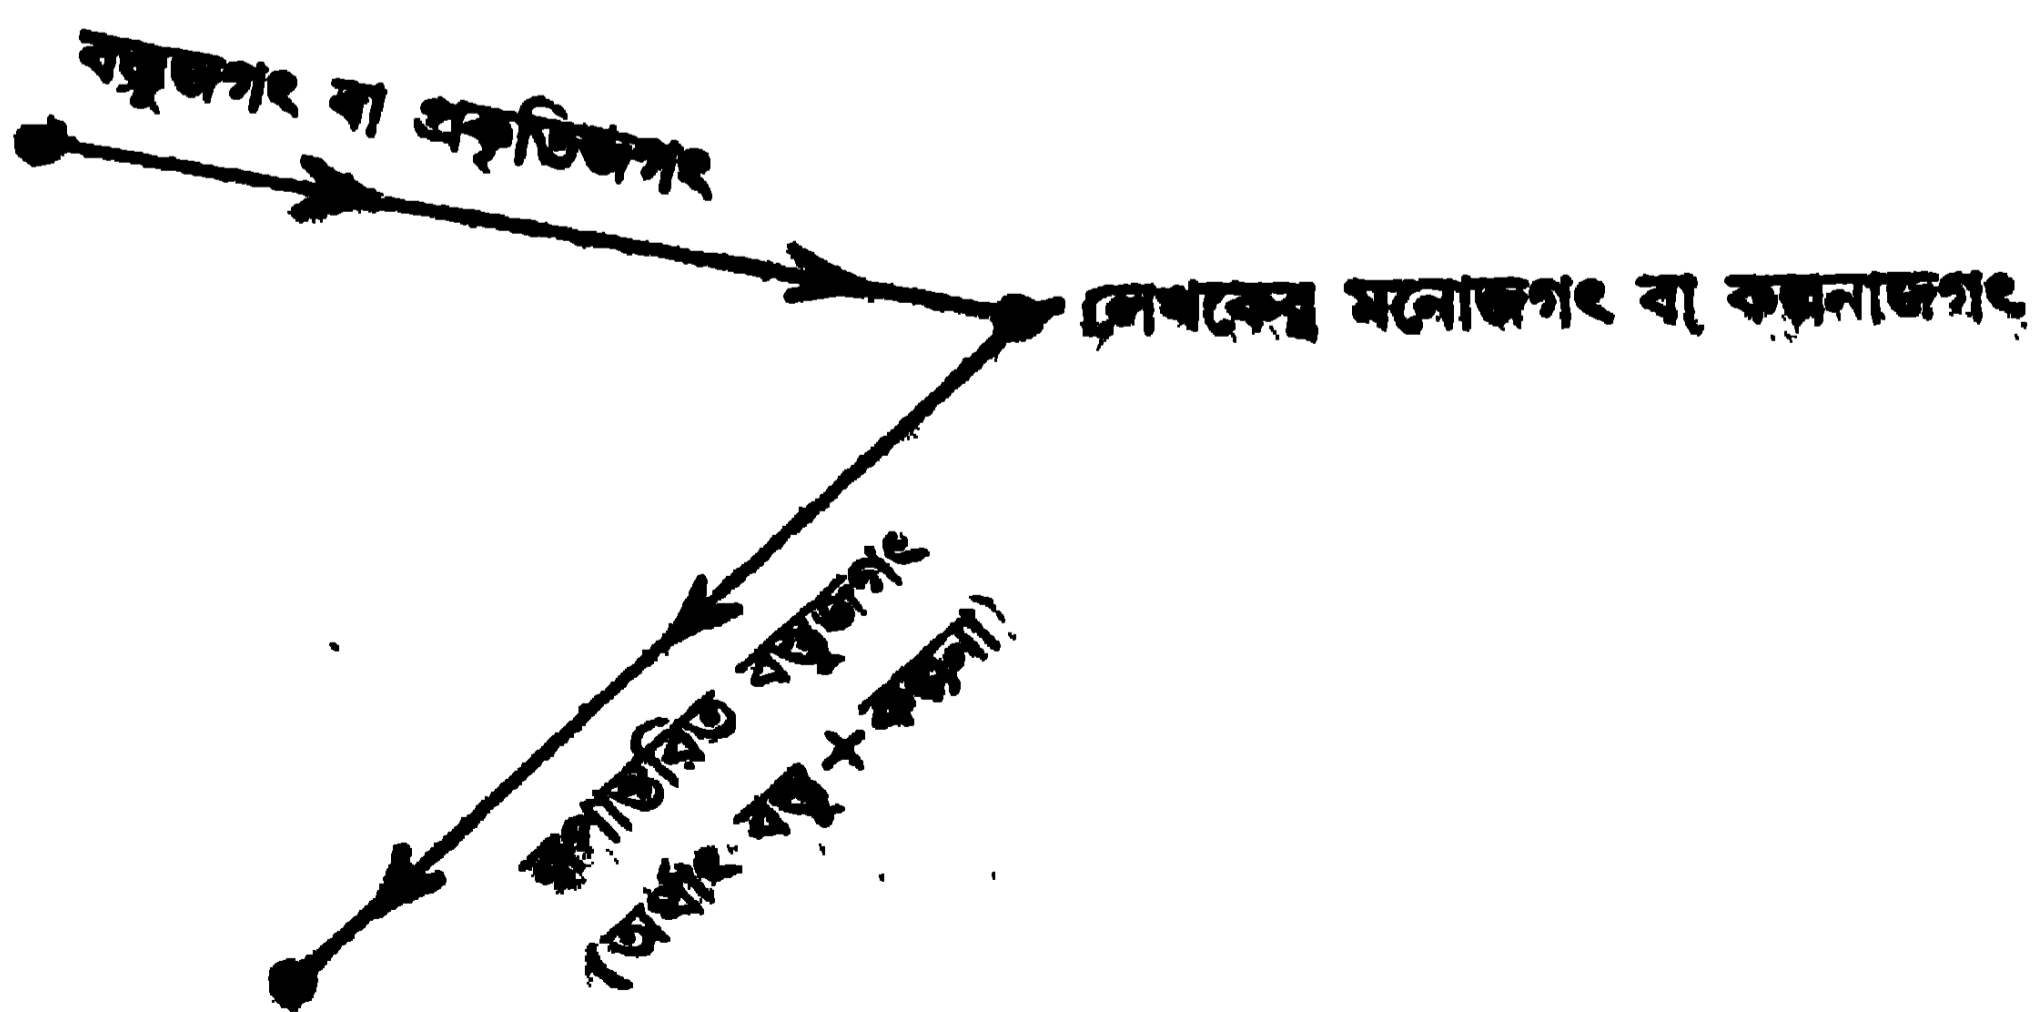 বস্তুজগৎ বা প্রকৃতিজগৎ
লেখকের মনোজগৎ বা কল্পনাজগৎ
রূপান্তরিত বস্তুজগৎ
(অর্থাৎ বস্তু × কল্পনা)